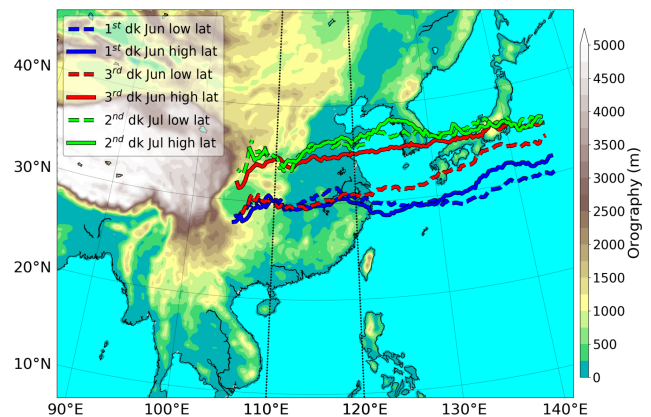 1st dk Jun low lat
1st dk Jun high lat
3rd dk Jun low lat
3rd dk Jun high lat
2nd dk Jul low lat
2nd dk Jul high lat
40°N
30°N
20°N
10°N
90°E
100°E
110°E
120°E
130°E
140°E
5000
4500
4000
3500
3000
2500
2000
1500
1000
500
0
Orography (m)